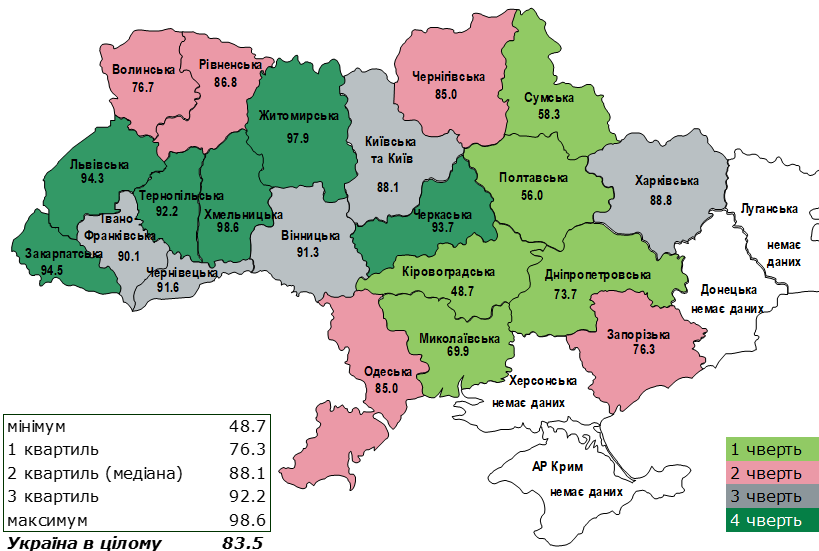 Волинська
76.7
Рівненська
86.8
Житомирська
97.9
Київська
та Київ
88.1
Чернігівська
85.0
Сумська
58.3
Львівська
94.3
Тернопільська
92.2
Хмельницька
98.6
Івано
Франківська
90.1
Закарпатська
94.5
Чернівецька
91.6
Вінницька
91.3
Черкаська
93.7
Полтавська
56.0
Харківська
88.8
Луганська
немає
даних
Донецька
немає даних
Кіровоградська
48.7
Дніпропетровська
73.7
Запорізька
76.3
Миколаївська
69.9
Одеська
85.0
Херсонська
немає даних
АР Крим
немає даних
мінімум 48.7
1 квартиль 76.3
2 квартиль (медіана) 88.1
3 квартиль 92.2
максимум 98.6
Україна в цілому 83.5
1 чверть
2 чверть
3 чверть
4 чверть